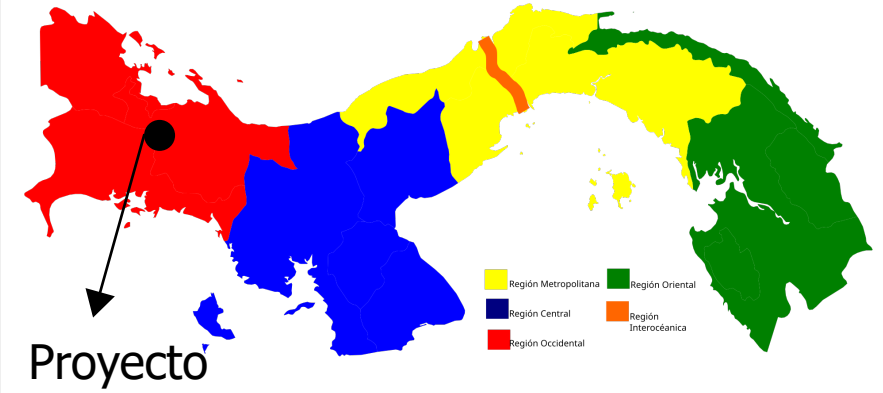 Región Metropolitana
Región Oriental
Región Central
Región
Interocéanica
Región Occidental
Proyecto